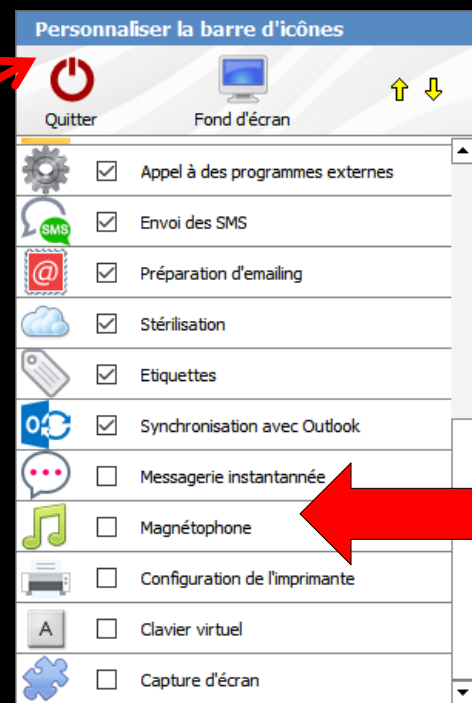 Personnaliser la barre d'icônes
Quitter
Fond d'écran
Appel à des programmes externes
SMS
Envoi des SMS
@
Préparation d'emailing
Stérilisation
Etiquettes
Synchronisation avec Outlook
Messagerie instantannée
Magnétophone
Configuration de l'imprimante
A
Clavier virtuel
Capture d'écran